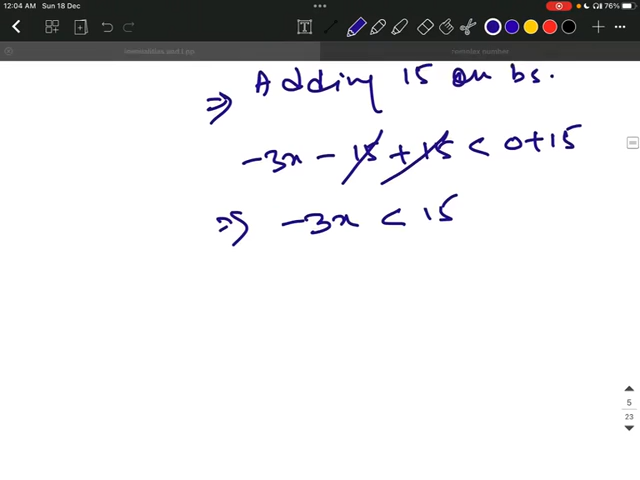 12:04 AM Sun 18 Dec
76%
⇒ Adding 15 on bs.
-3x - 15 + 15 < 0+15
⇒ -3x < 15
5
23